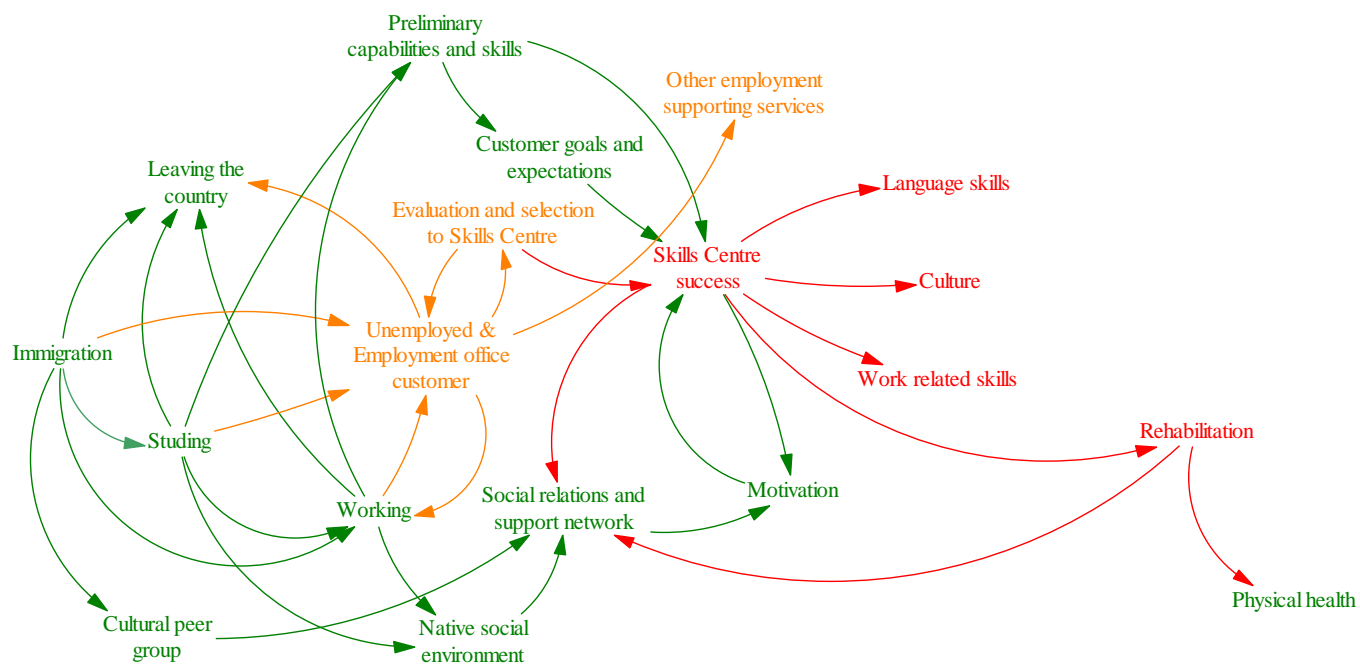 Preliminary
capabilities and skills
Other employment
supporting services
Customer goals and
expectations
Leaving the
country
Language skills
Evaluation and selection
to Skills Centre
Skills Centre
success
Culture
Unemployed &
Employment office
customer
Immigration
Work related skills
Studing
Rehabilitation
Working
Social relations and
support network
Motivation
Cultural peer
group
Native social
environment
Physical health